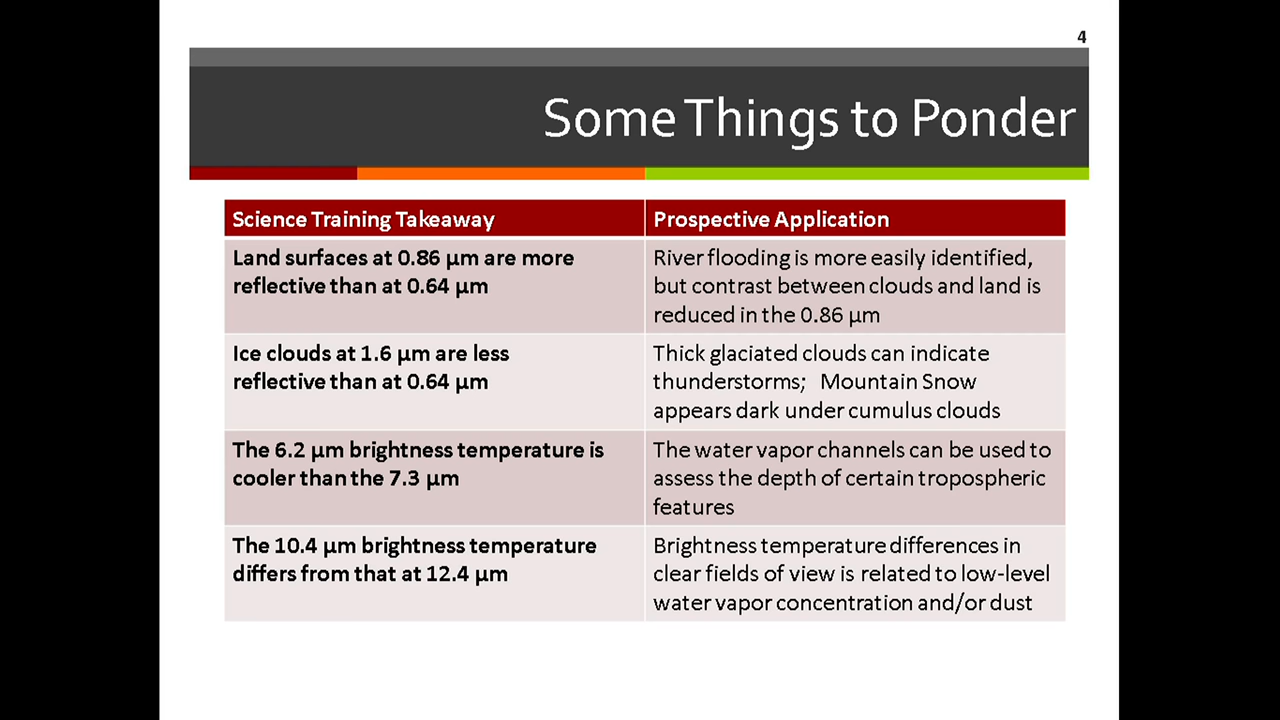 4
Some Things to Ponder
Science Training Takeaway
Prospective Application
Land surfaces at 0.86 µm are more
reflective than at 0.64 µm
River flooding is more easily identified,
but contrast between clouds and land is
reduced in the 0.86 µm
Ice clouds at 1.6 µm are less
reflective than at 0.64 µm
Thick glaciated clouds can indicate
thunderstorms;   Mountain Snow
appears dark under cumulus clouds
The 6.2 µm brightness temperature is
cooler than the 7.3 µm
The water vapor channels can be used to
assess the depth of certain tropospheric
features
The 10.4 µm brightness temperature
differs from that at 12.4 µm
Brightness temperature differences in
clear fields of view is related to low-level
water vapor concentration and/or dust